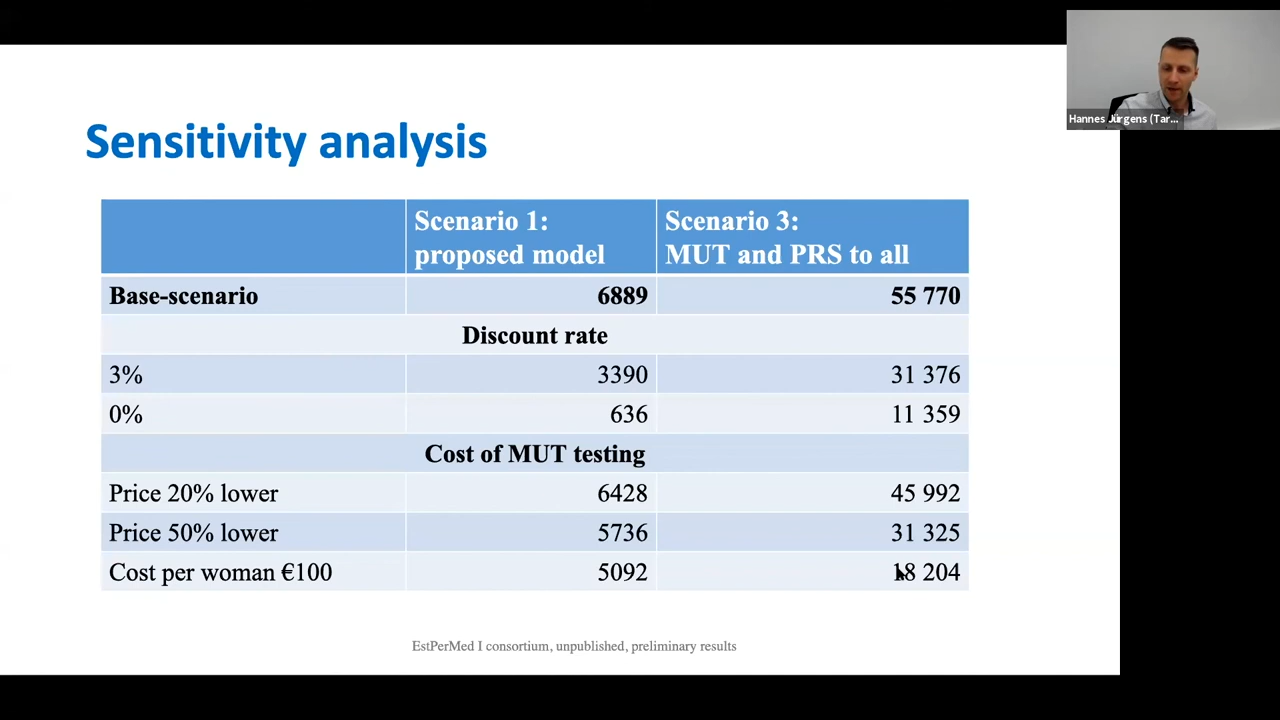 Hannes Jürgens (Tar...
Sensitivity analysis
Scenario 1:
proposed model
Scenario 3:
MUT and PRS to all
Base-scenario 6889 55 770
Discount rate
3% 3390 31 376
0% 636 11 359
Cost of MUT testing
Price 20% lower 6428 45 992
Price 50% lower 5736 31 325
Cost per woman €100 5092 18 204
EstPerMed I consortium, unpublished, preliminary results